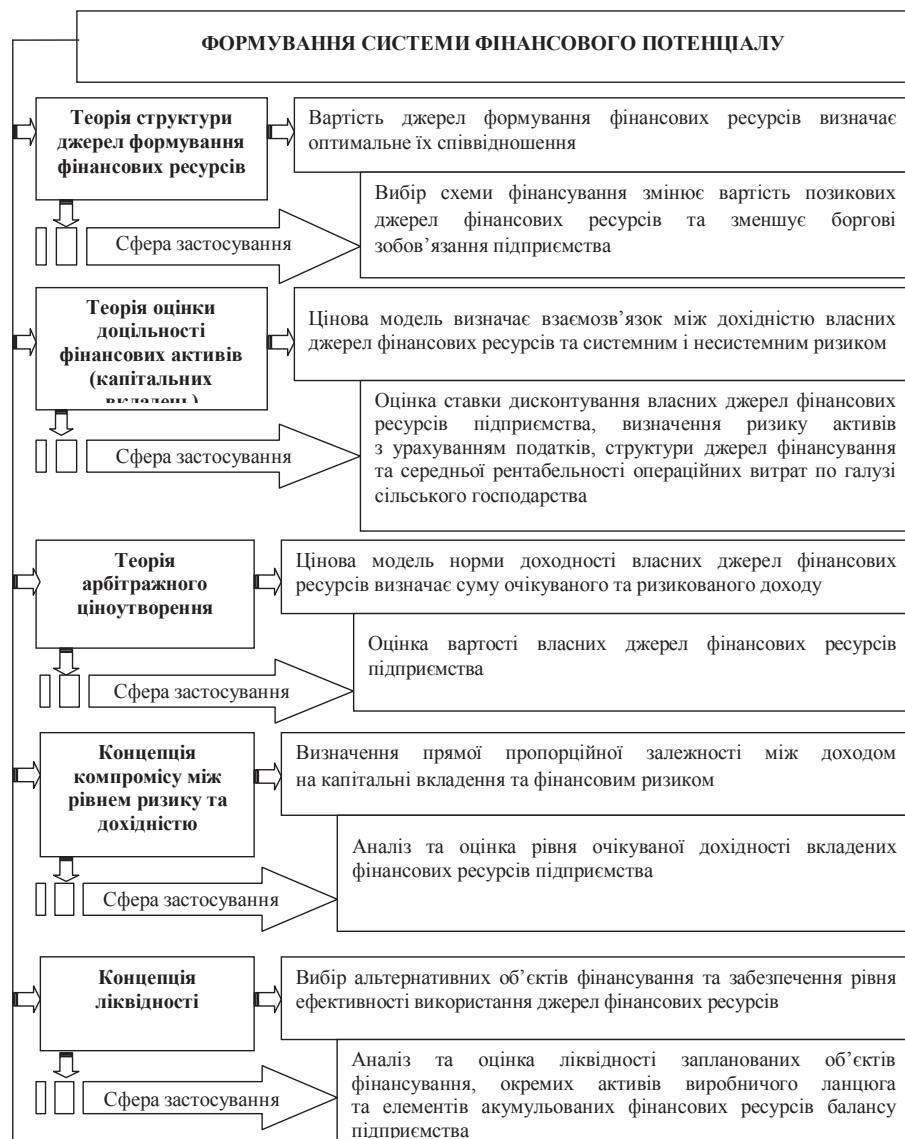 ФОРМУВАННЯ СИСТЕМИ ФІНАНСОВОГО ПОТЕНЦІАЛУ
Теорія структури
джерел формування
фінансових ресурсів
Вартість джерел формування фінансових ресурсів визначає
оптимальне їх співвідношення
Сфера застосування
Вибір схеми фінансування змінює вартість позикових
джерел фінансових ресурсів та зменшує боргові
зобов’язання підприємства
Теорія оцінки
доцільності
фінансових активів
(капітальних
вкладень)
Цінова модель визначає взаємозв’язок між дохідністю власних
джерел фінансових ресурсів та системним і несистемним ризиком
Сфера застосування
Оцінка ставки дисконтування власних джерел фінансових
ресурсів підприємства, визначення ризику активів
з урахуванням податків, структури джерел фінансування
та середньої рентабельності операційних витрат по галузі
сільського господарства
Теорія
арбітражного
ціноутворення
Цінова модель норми доходності власних джерел фінансових
ресурсів визначає суму очікуваного та ризикованого доходу
Сфера застосування
Оцінка вартості власних джерел фінансових ресурсів
підприємства
Концепція
компромісу між
рівнем ризику та
дохідністю
Визначення прямої пропорційної залежності між доходом
на капітальні вкладення та фінансовим ризиком
Сфера застосування
Аналіз та оцінка рівня очікуваної дохідності вкладених
фінансових ресурсів підприємства
Концепція
ліквідності
Вибір альтернативних об’єктів фінансування та забезпечення рівня
ефективності використання джерел фінансових ресурсів
Сфера застосування
Аналіз та оцінка ліквідності запланованих об’єктів
фінансування, окремих активів виробничого ланцюга
та елементів акумульованих фінансових ресурсів балансу
підприємства